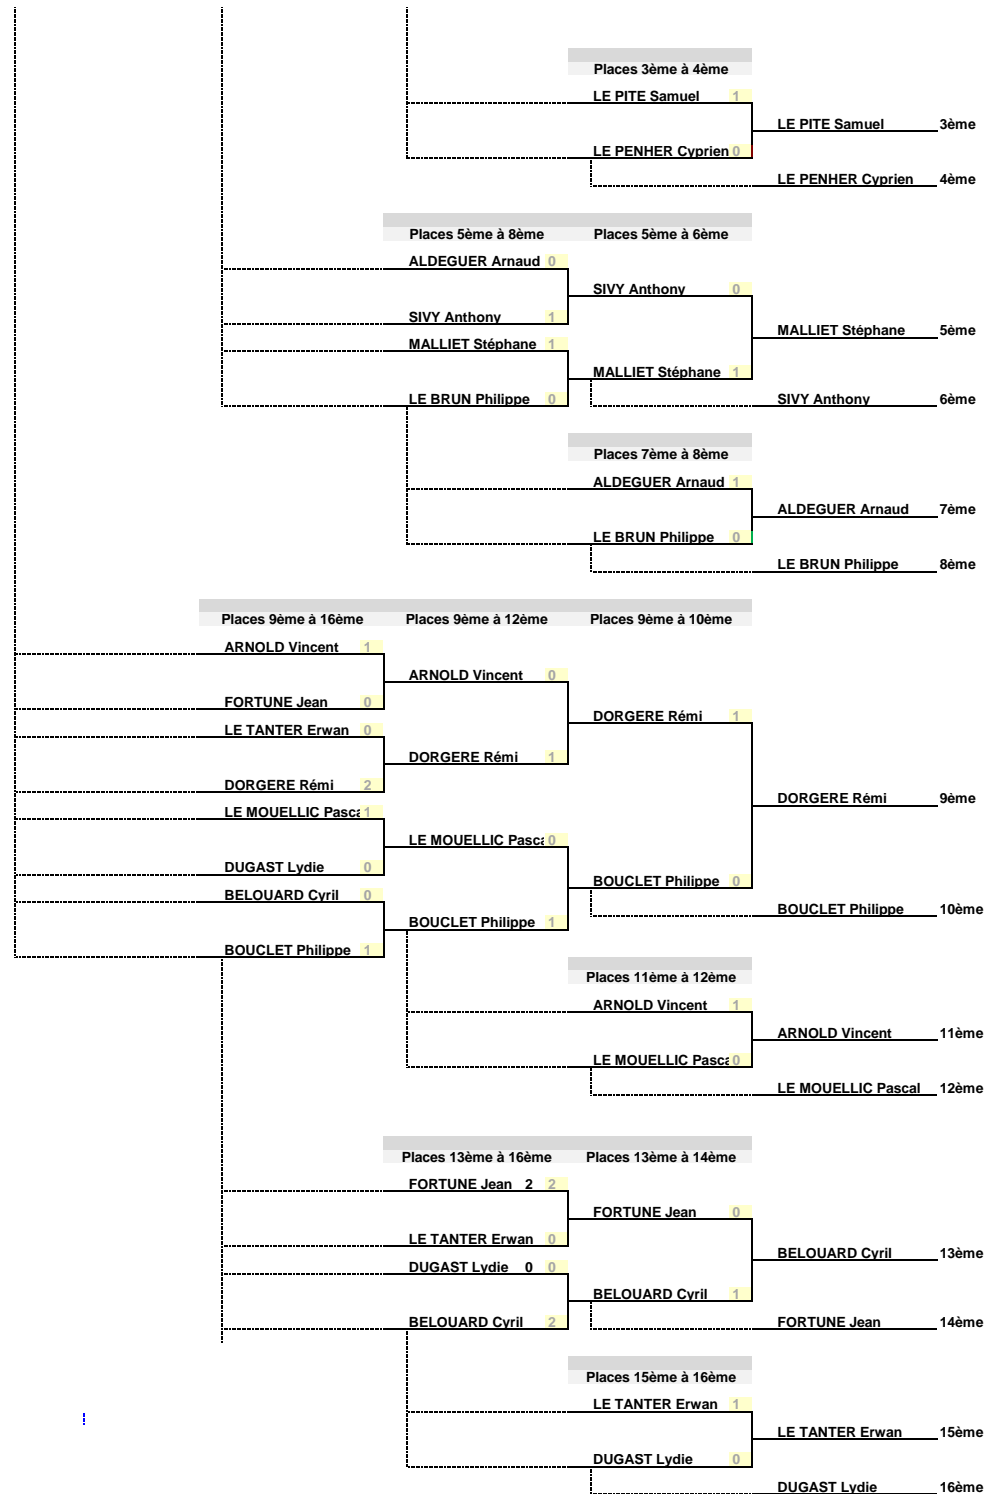 Places 3ème à 4ème
LE PITE Samuel 1
LE PITE Samuel 3ème
LE PENHER Cyprien 0
LE PENHER Cyprien 4ème
Places 5ème à 8ème Places 5ème à 6ème
ALDEGUER Arnaud 0
SIVY Anthony 0
SIVY Anthony 1
MALLIET Stéphane 5ème
MALLIET Stéphane 1
MALLIET Stéphane 1
LE BRUN Philippe 0 SIVY Anthony 6ème
Places 7ème à 8ème
ALDEGUER Arnaud 1
ALDEGUER Arnaud 7ème
LE BRUN Philippe 0
LE BRUN Philippe 8ème
Places 9ème à 16ème Places 9ème à 12ème Places 9ème à 10ème
ARNOLD Vincent 1
ARNOLD Vincent 0
FORTUNE Jean 0
DORGERE Rémi 1
LE TANTER Erwan 0
DORGERE Rémi 1
DORGERE Rémi 2
DORGERE Rémi 9ème
LE MOUELLIC Pasca 1
LE MOUELLIC Pasca 0
DUGAST Lydie 0
BOUCLET Philippe 0
BELOUARD Cyril 0
BOUCLET Philippe 10ème
BOUCLET Philippe 1
BOUCLET Philippe 1
Places 11ème à 12ème
ARNOLD Vincent 1
ARNOLD Vincent 11ème
LE MOUELLIC Pasca 0
LE MOUELLIC Pascal 12ème
Places 13ème à 16ème Places 13ème à 14ème
FORTUNE Jean 2 2
FORTUNE Jean 0
LE TANTER Erwan 0
BELOUARD Cyril 13ème
DUGAST Lydie 0 0
BELOUARD Cyril 1
BELOUARD Cyril 2 FORTUNE Jean 14ème
Places 15ème à 16ème
LE TANTER Erwan 1
LE TANTER Erwan 15ème
DUGAST Lydie 0
DUGAST Lydie 16ème